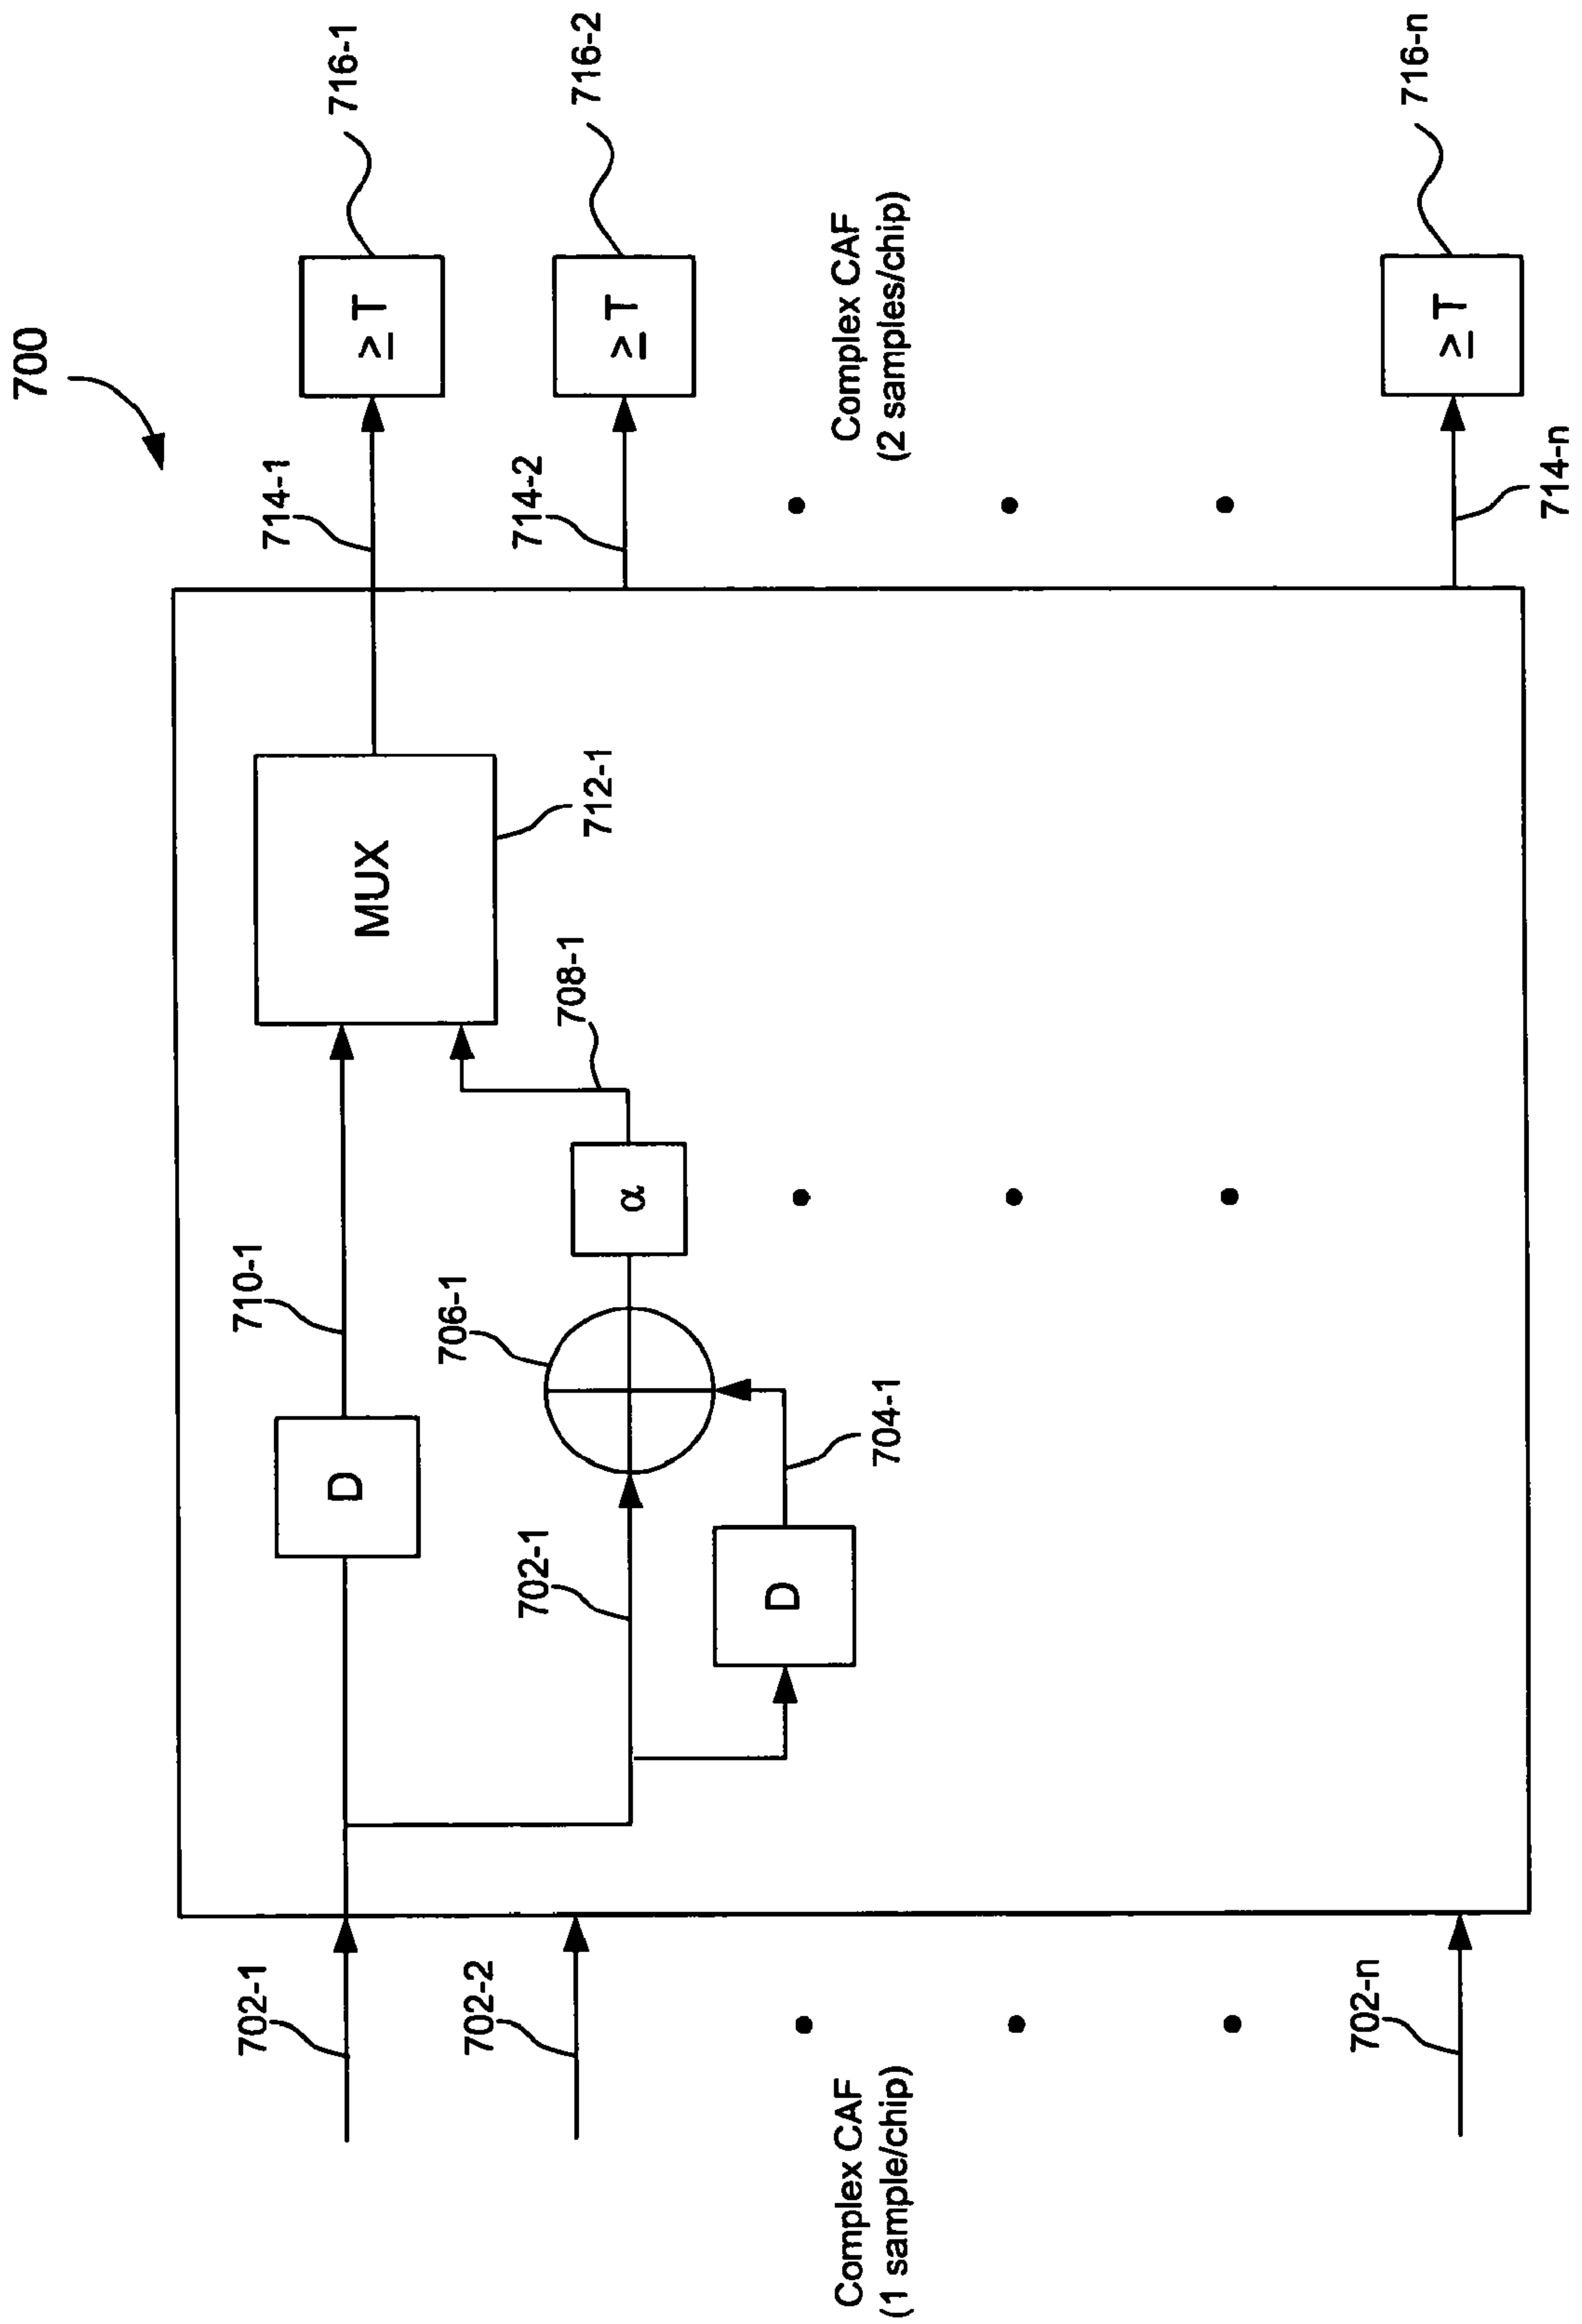 700
702-1
702-2
702-n
Complex CAF
(1 sample/chip)
D
710-1
702-1
D
704-1
706-1
α
708-1
MUX
712-1
714-1
714-2
714-n
≥ T
716-1
≥ T
716-2
Complex CAF
(2 samples/chip)
≥ T
716-n